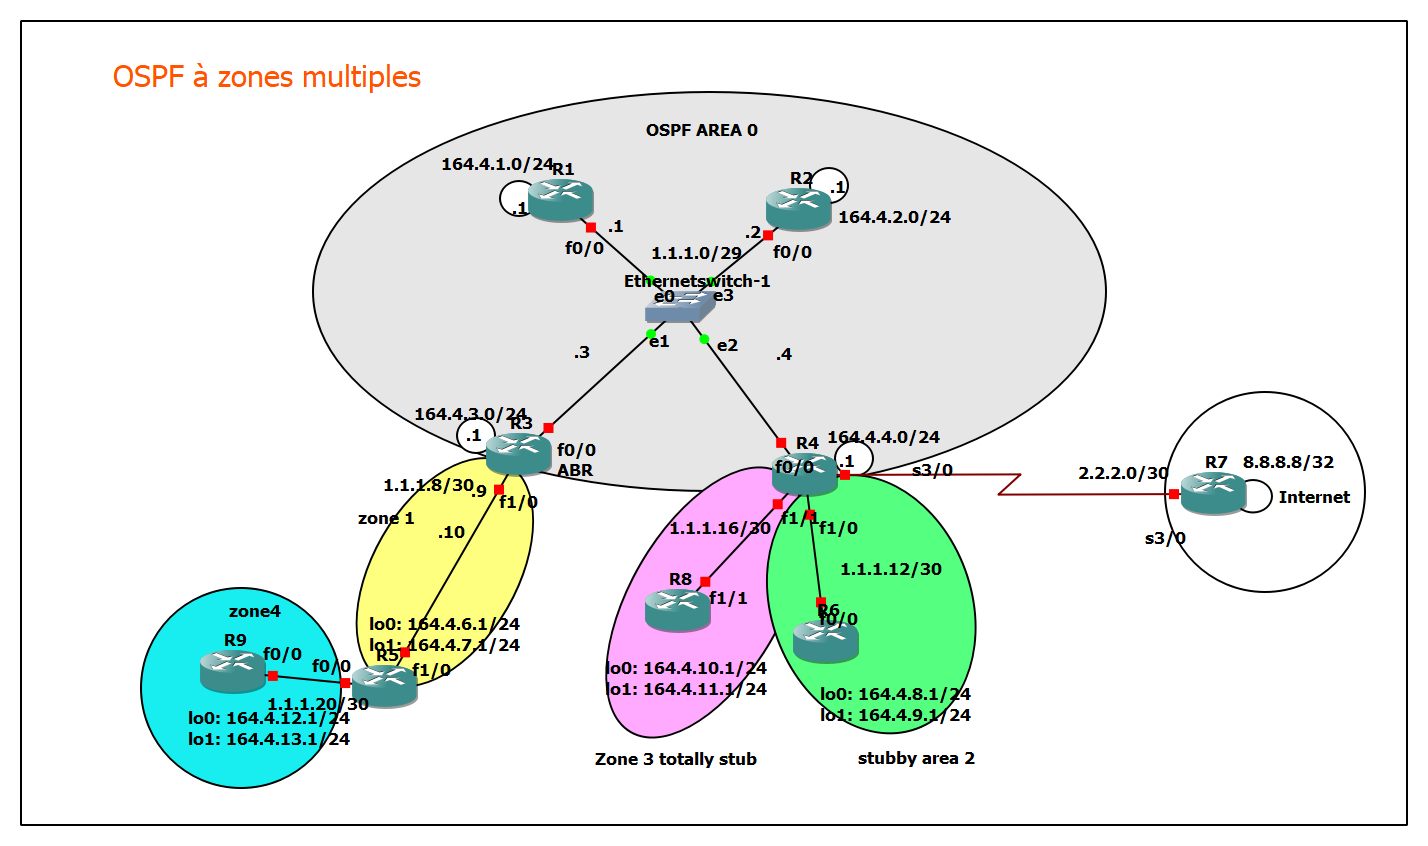 OSPF à zones multiples
OSPF AREA 0
164.4.1.0/24
R1
.1
.1
f0/0
R2
.1
164.4.2.0/24
.2
f0/0
1.1.1.0/29
Ethernetswitch-1
e0
e3
e1
e2
.3
.4
164.4.3.0/24
R3
.1
f0/0
ABR
164.4.4.0/24
R4
.1
f0/0
s3/0
2.2.2.0/30
R7
8.8.8.8/32
Internet
s3/0
1.1.1.8/30
.9
f1/0
zone 1
.10
f1/1
f1/0
1.1.1.16/30
1.1.1.12/30
R8
f1/1
R6
f0/0
zone4
lo0: 164.4.6.1/24
lo1: 164.4.7.1/24
R9
f0/0
f0/0
R5
f1/0
1.1.1.20/30
lo0: 164.4.12.1/24
lo1: 164.4.13.1/24
lo0: 164.4.10.1/24
lo1: 164.4.11.1/24
lo0: 164.4.8.1/24
lo1: 164.4.9.1/24
Zone 3 totally stub
stubby area 2